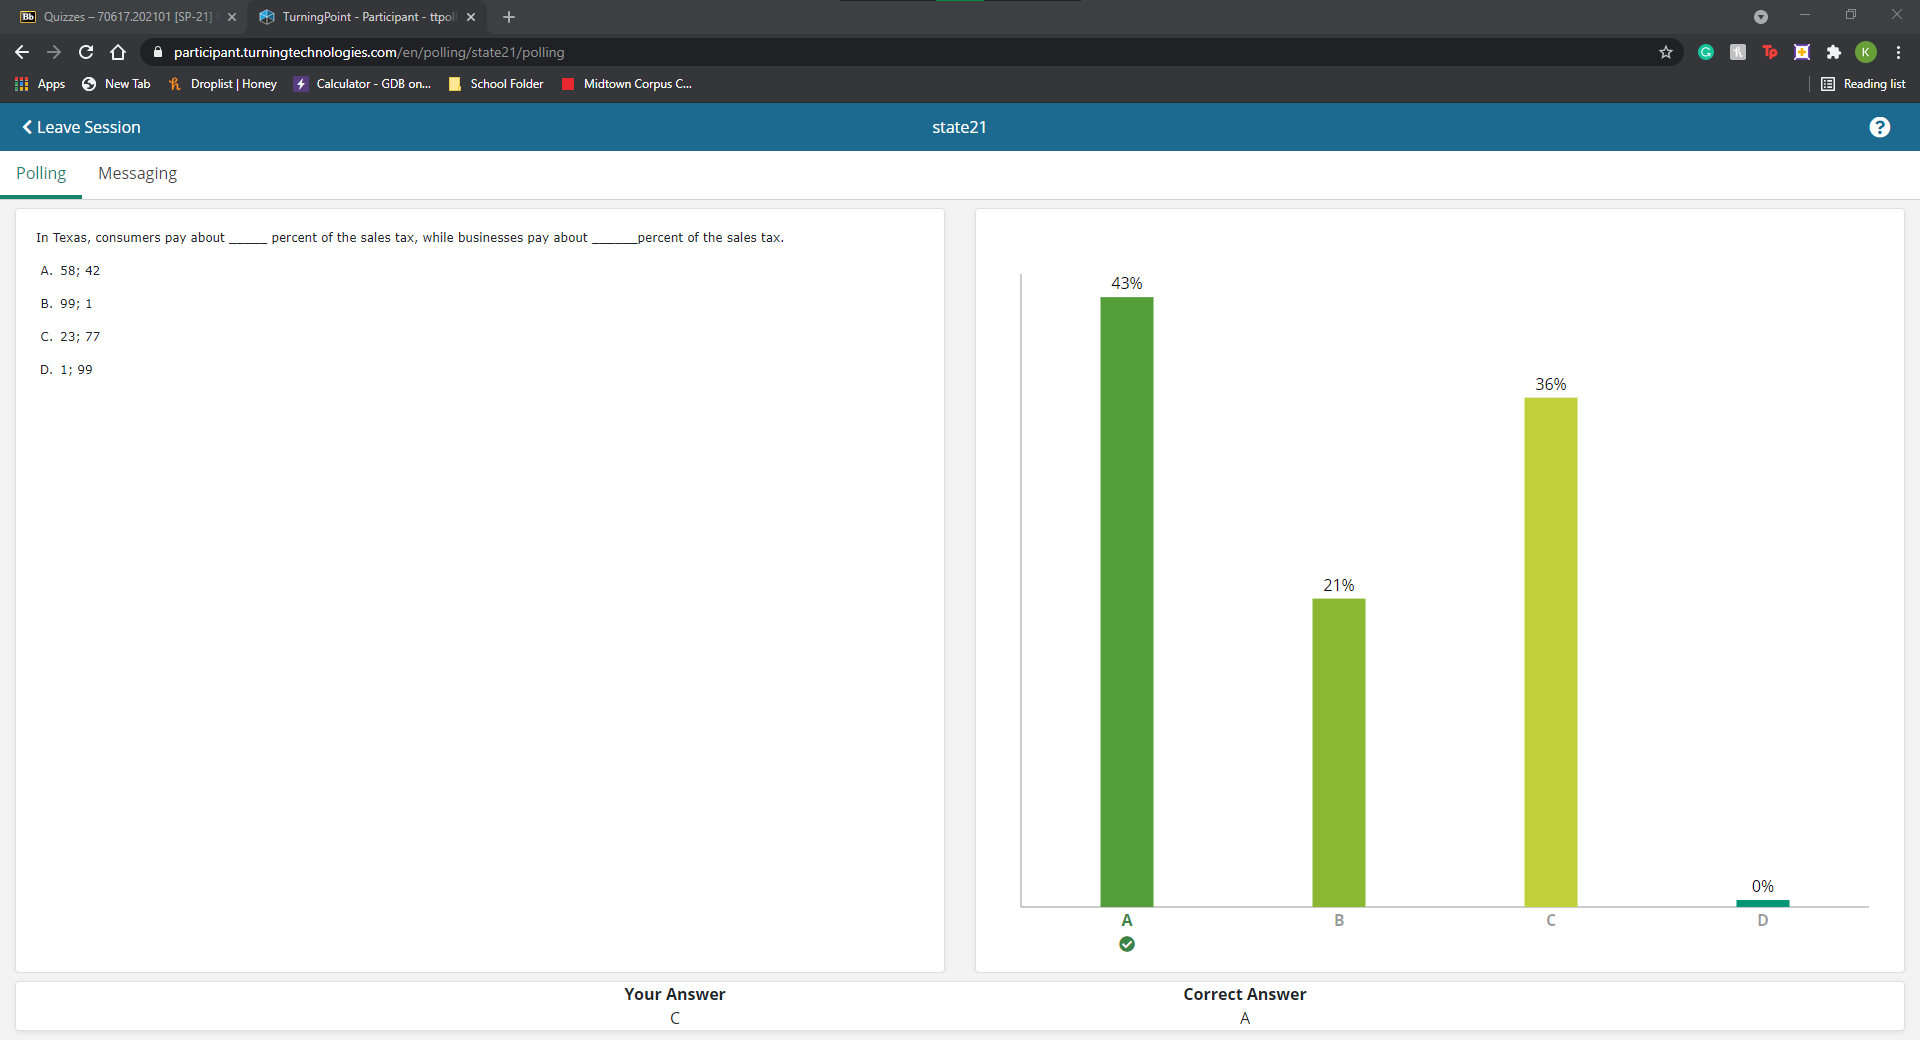 Bb Quizzes – 70617.202101 [SP-21]
TurningPoint - Participant - ttpoll
participant.turningtechnologies.com/en/polling/state21/polling
G
Tp
K
Apps
New Tab
Droplist | Honey
Calculator - GDB on...
School Folder
Midtown Corpus C...
Reading list
Leave Session
state21
?
Polling
Messaging
In Texas, consumers pay about _____ percent of the sales tax, while businesses pay about ______percent of the sales tax.
A. 58; 42
B. 99; 1
C. 23; 77
D. 1; 99
43%
21%
36%
0%
A
B
C
D
Your Answer
C
Correct Answer
A